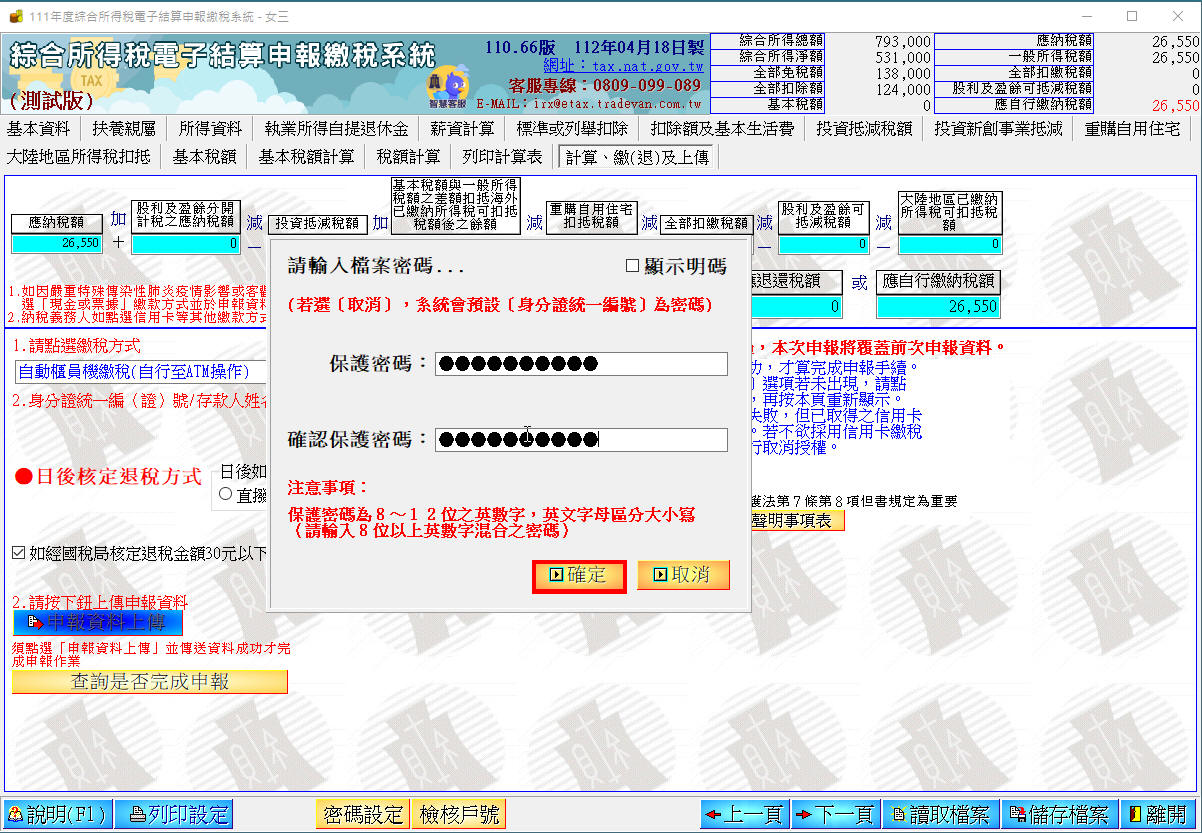 111年度綜合所得稅電子結算申報繳稅系統 - 女三
綜合所得稅電子結算申報繳稅系統
TAX
(測試版)
110.66版 112年04月18日製
網址：tax.nat.gov.tw
客服專線：0809-099-089
E-MAIL：irx@etax.tradevan.com.tw
智慧客服
綜合所得總額 793,000 應納稅額 26,550
綜合所得淨額 531,000 一般所得稅額 26,550
全部免稅額 138,000 全部扣繳稅額 0
全部扣除額 124,000 股利及盈餘可抵減稅額 0
基本稅額 0 應自行繳納稅額 26,550
基本資料 扶養親屬 所得資料 執業所得自提退休金 薪資計算 標準或列舉扣除 扣除額及基本生活費 投資抵減稅額 投資新創事業抵減 重購自用住宅
大陸地區所得稅扣抵 基本稅額 基本稅額計算 稅額計算 列印計算表 計算、繳(退)及上傳
應納稅額
26,550
加
＋
股利及盈餘分開
計稅之應納稅額
0
減
－
投資抵減稅額
加
基本稅額與一般所得
稅額之差額扣抵海外
已繳納所得稅可扣抵
稅額後之餘額
減
重購自用住宅
扣抵稅額
減
全部扣繳稅額
減
－
股利及盈餘可
抵減稅額
0
減
－
大陸地區已繳納
所得稅可扣抵稅
額
0
退還稅額
0
或
應自行繳納稅額
26,550
1.如因嚴重特殊傳染性肺炎疫情影響或客
選「現金或票據」繳款方式並於申報資
2.納稅義務人如點選信用卡等其他繳款方
1.請點選繳稅方式
自動櫃員機繳稅(自行至ATM操作)
2.身分證統一編（證）號/存款人姓
●日後核定退稅方式
日後如
直撥
如經國稅局核定退稅金額30元以下
2.請按下鈕上傳申報資料
申報資料上傳
須點選「申報資料上傳」並傳送資料成功才完
成申報作業
查詢是否完成申報
請輸入檔案密碼...
顯示明碼
(若選〔取消〕，系統會預設〔身分證統一編號〕為密碼)
保護密碼： ●●●●●●●●●●
確認保護密碼： ●●●●●●●●●●
注意事項：
保護密碼為８～１２位之英數字，英文字母區分大小寫
（請輸入８位以上英數字混合之密碼）
確定
取消
，本次申報將覆蓋前次申報資料。
功，才算完成申報手續。
選項若未出現，請點
，再按本頁重新顯示。
失敗，但已取得之信用卡
。若不欲採用信用卡繳稅
行取消授權。
護法第７條第８項但書規定為重要
聲明事項表
說明(F1)
列印設定
密碼設定
檢核戶號
上一頁
下一頁
讀取檔案
儲存檔案
離開